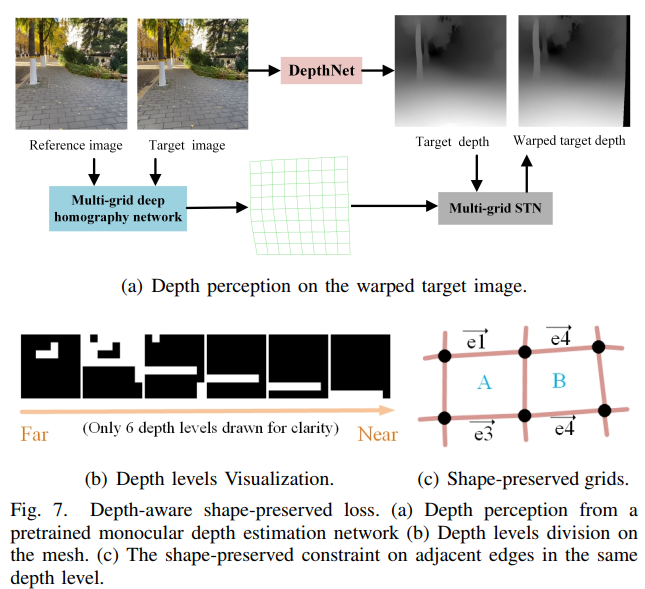 DepthNet
Reference image
Target image
Target depth
Warped target depth
Multi-grid deep
homography network
Multi-grid STN
(a) Depth perception on the warped target image.
Far
(Only 6 depth levels drawn for clarity)
Near
e1
e4
A
B
e3
e4
(b) Depth levels Visualization.
(c) Shape-preserved grids.
Fig. 7. Depth-aware shape-preserved loss. (a) Depth perception from a
pretrained monocular depth estimation network (b) Depth levels division on
the mesh. (c) The shape-preserved constraint on adjacent edges in the same
depth level.